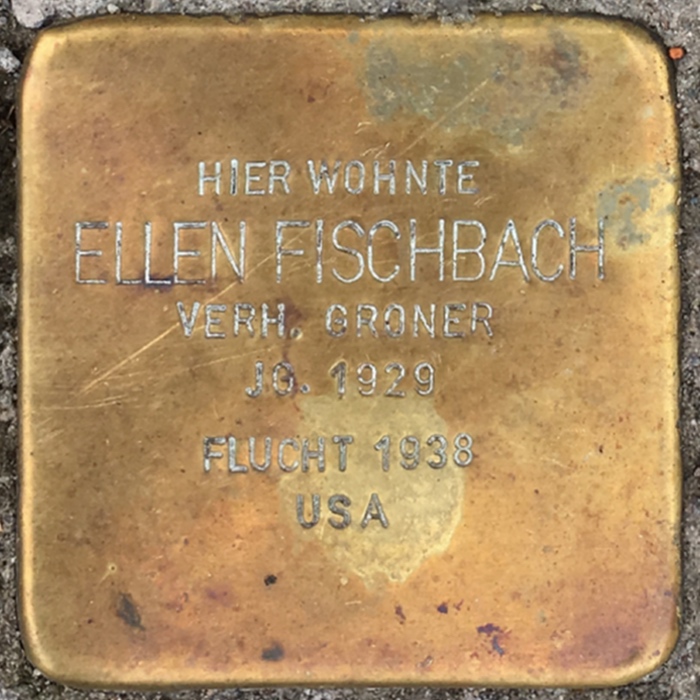 HIER WOHNTE
ELLEN FISCHBACH
VERH. GRONER
JG. 1929
FLUCHT 1938
USA